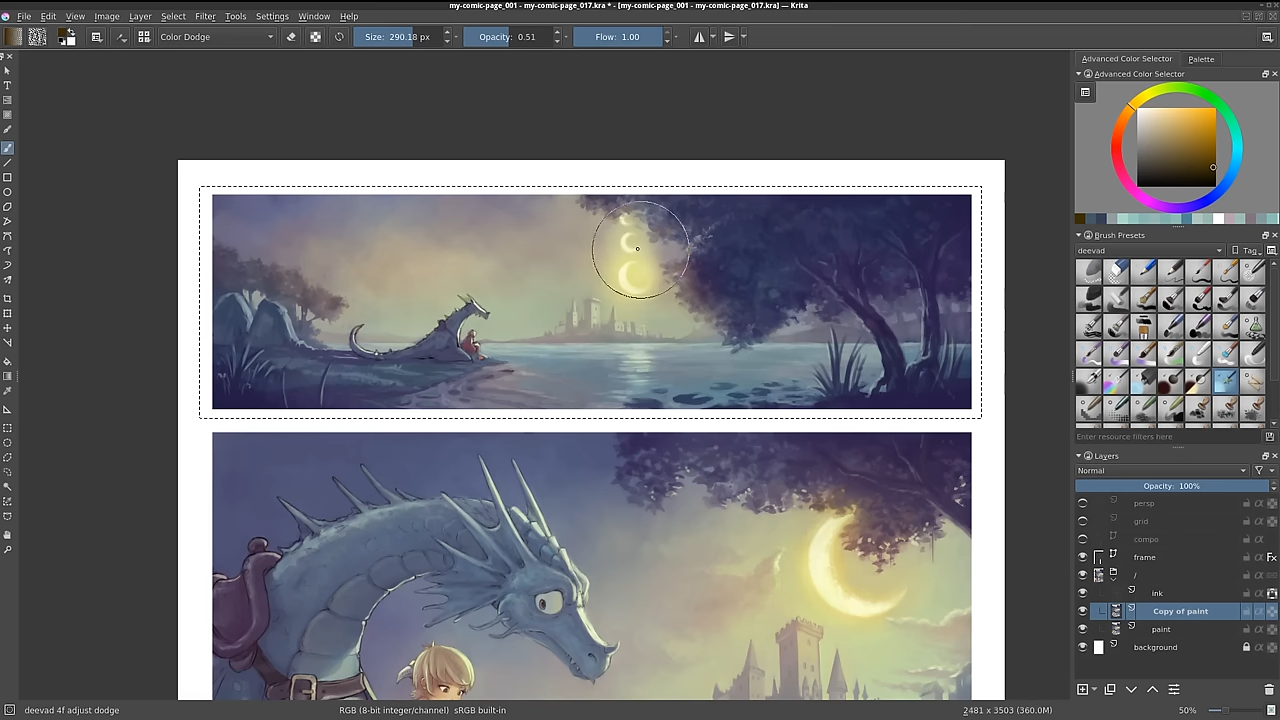 my-comic-page_001 - my-comic-page_017.kra * - [my-comic-page_001 - my-comic-page_017.kra] — Krita
File Edit View Image Layer Select Filter Tools Settings Window Help
Color Dodge Size: 290.18 px Opacity: 0.51 Flow: 1.00
Advanced Color Selector Palette
Advanced Color Selector
Brush Presets
deevad Tag
Enter resource filters here
Layers
Normal
Opacity: 100%
persp
grid
compo
frame Fx
/
ink
Copy of paint
paint
background
deevad 4f adjust dodge RGB (8-bit integer/channel) sRGB built-in 2481 x 3503 (360.0M) 50%